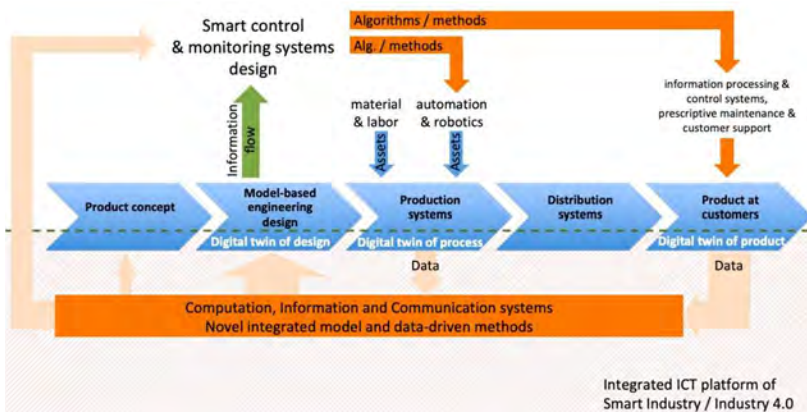 Smart control
& monitoring systems
design
Algorithms / methods
Alg. / methods
information processing &
control systems,
prescriptive maintenance &
customer support
material
& labor
automation
& robotics
Information
flow
Assets
Assets
Product concept
Model-based
engineering
design
Digital twin of design
Production
systems
Digital twin of process
Distribution
systems
Product at
customers
Digital twin of product
Data
Data
Computation, Information and Communication systems
Novel integrated model and data-driven methods
Integrated ICT platform of
Smart Industry / Industry 4.0